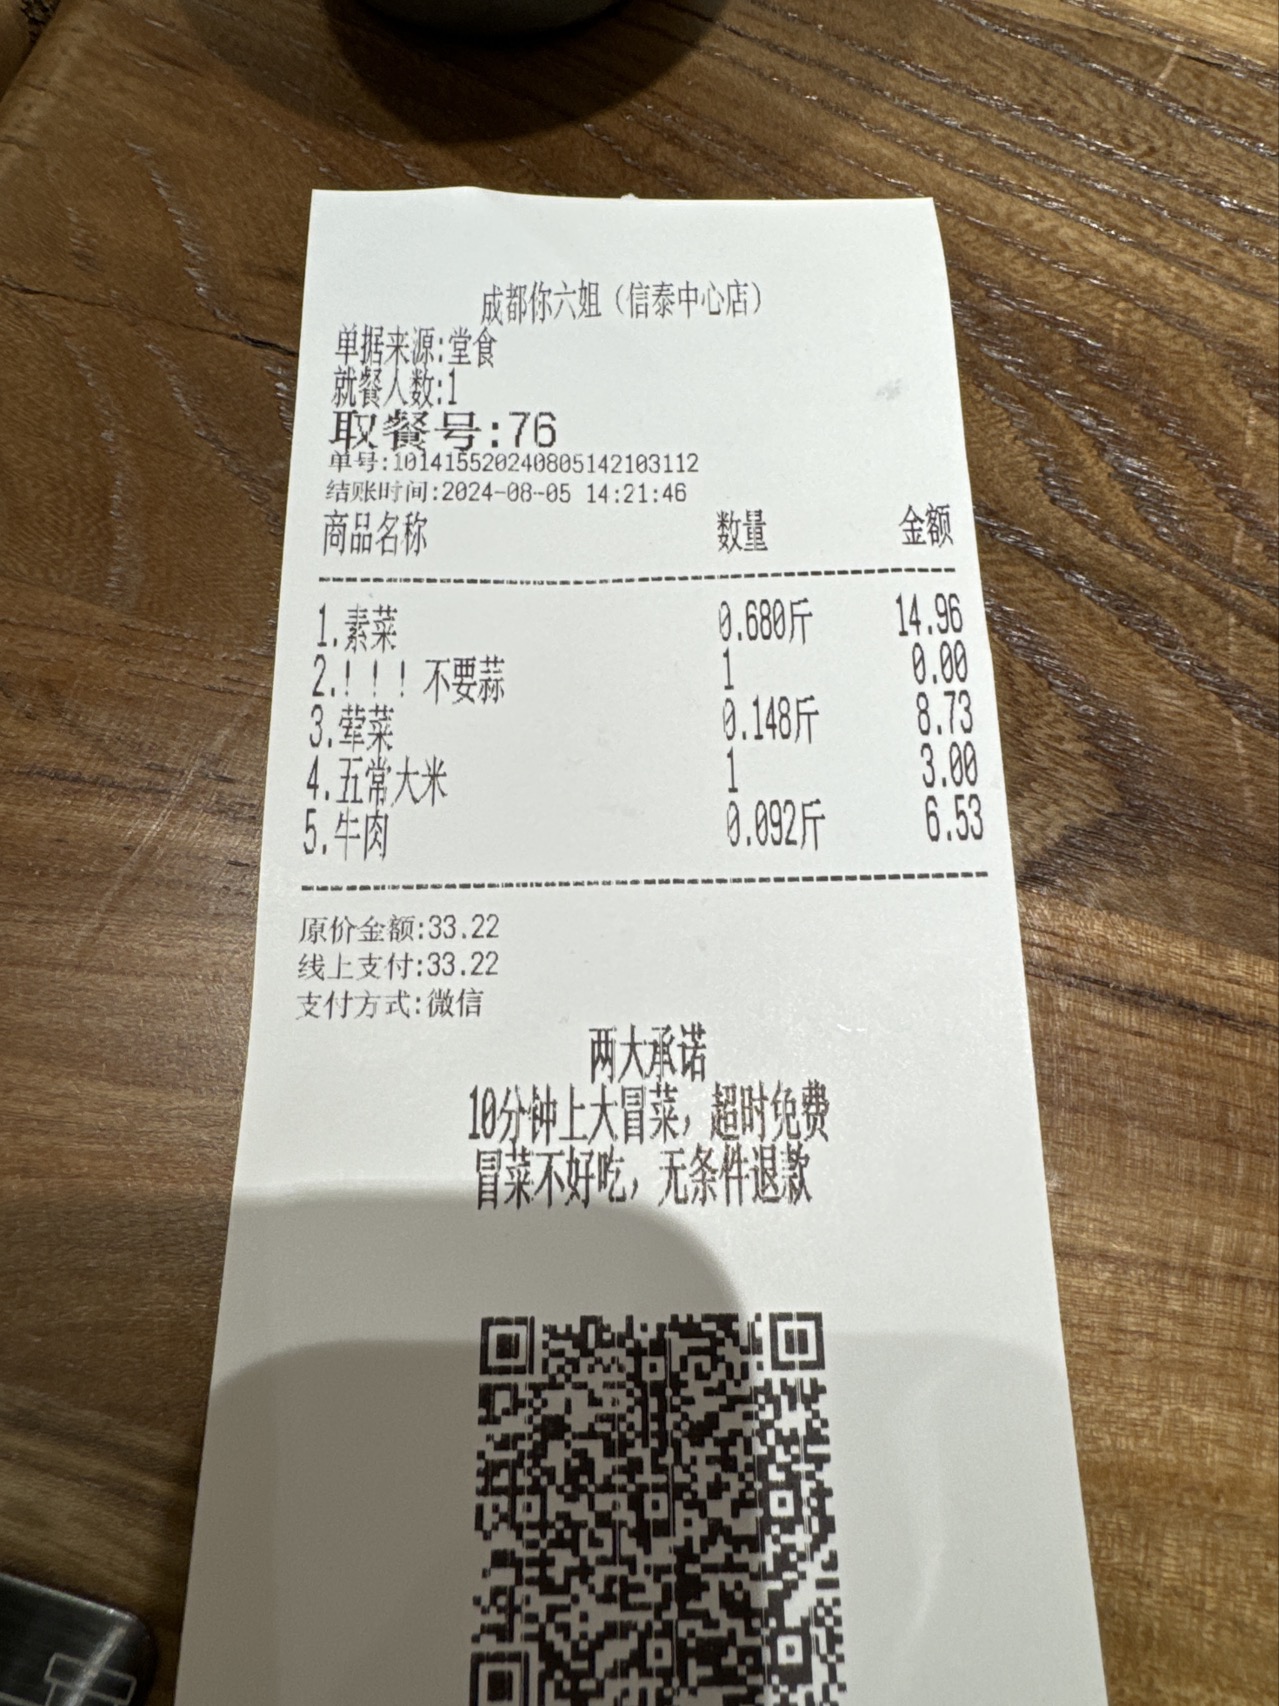 成都你六姐（信泰中心店）
单据来源:堂食
就餐人数:1
取餐号:76
单号:101415520240805142103112
结账时间:2024-08-05 14:21:46
商品名称 数量 金额
1.素菜 0.680斤 14.96
2.！！！不要蒜 1 0.00
3.荤菜 0.148斤 8.73
4.五常大米 1 3.00
5.牛肉 0.092斤 6.53
原价金额:33.22
线上支付:33.22
支付方式:微信
两大承诺
10分钟上大冒菜，超时免费
冒菜不好吃，无条件退款